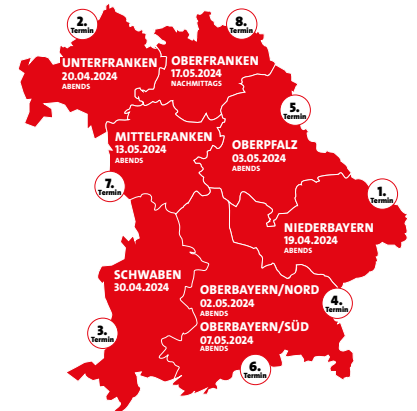 2.
Termin
UNTERFRANKEN
20.04.2024
ABENDS
8.
Termin
OBERFRANKEN
17.05.2024
NACHMITTAGS
5.
Termin
MITTELFRANKEN
13.05.2024
ABENDS
OBERPFALZ
03.05.2024
ABENDS
7.
Termin
1.
Termin
NIEDERBAYERN
19.04.2024
ABENDS
SCHWABEN
30.04.2024
OBERBAYERN/NORD
02.05.2024
ABENDS
4.
Termin
OBERBAYERN/SÜD
07.05.2024
ABENDS
3.
Termin
6.
Termin